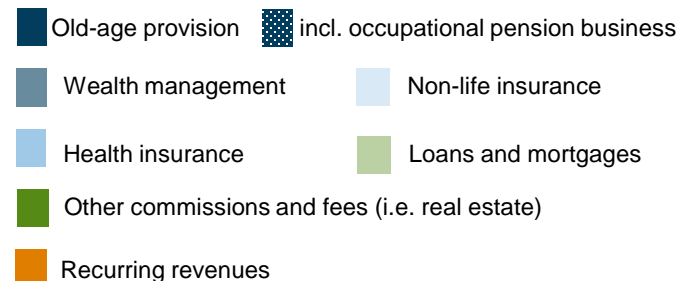 Old-age provision incl. occupational pension business
Wealth management Non-life insurance
Health insurance Loans and mortgages
Other commissions and fees (i.e. real estate)
Recurring revenues